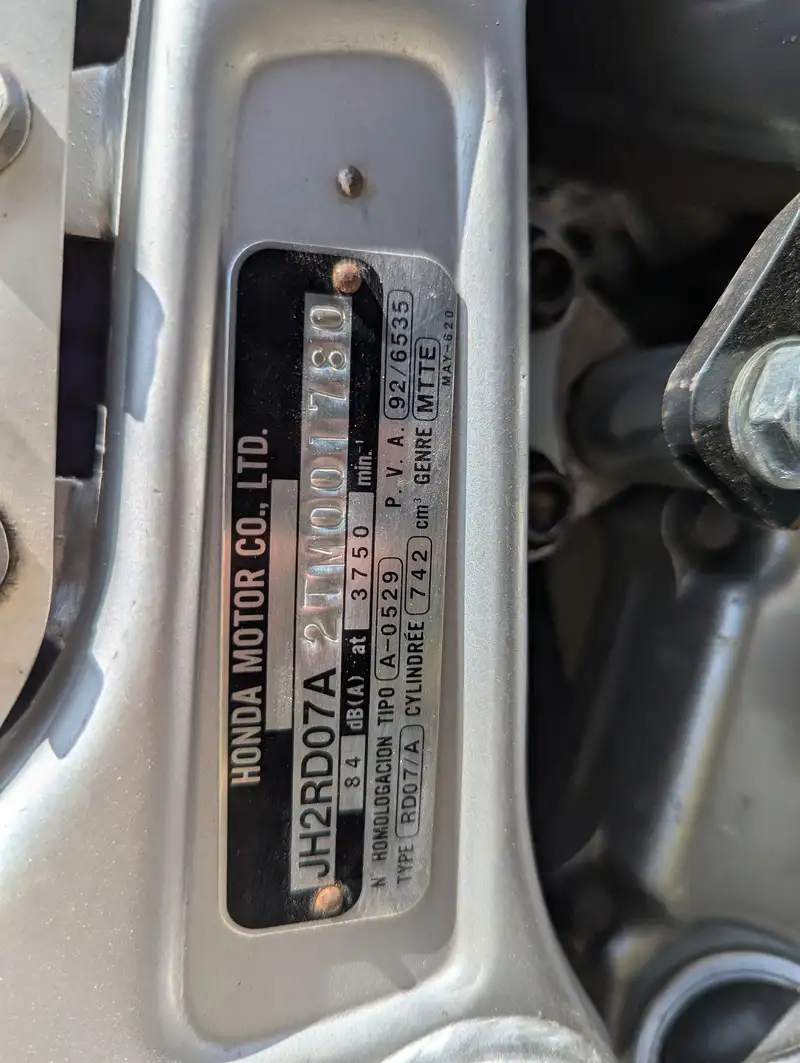 HONDA MOTOR CO., LTD.
JH2RD07A 2TM001780
84 dB(A) at 3750 min.⁻¹
N° HOMOLOGACION TIPO A-0529 P. V. A. 92/6535
TYPE RD07/A CYLINDRÉE 742 cm³ GENRE MTTE
MAY-620